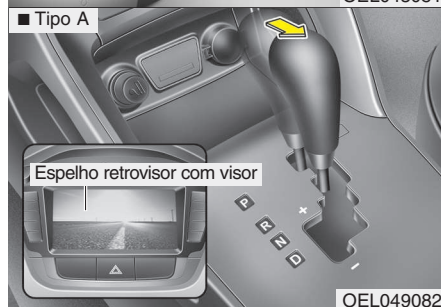 ■ Tipo A
Espelho retrovisor com visor
P
R
N
D
+
-
OEL049082